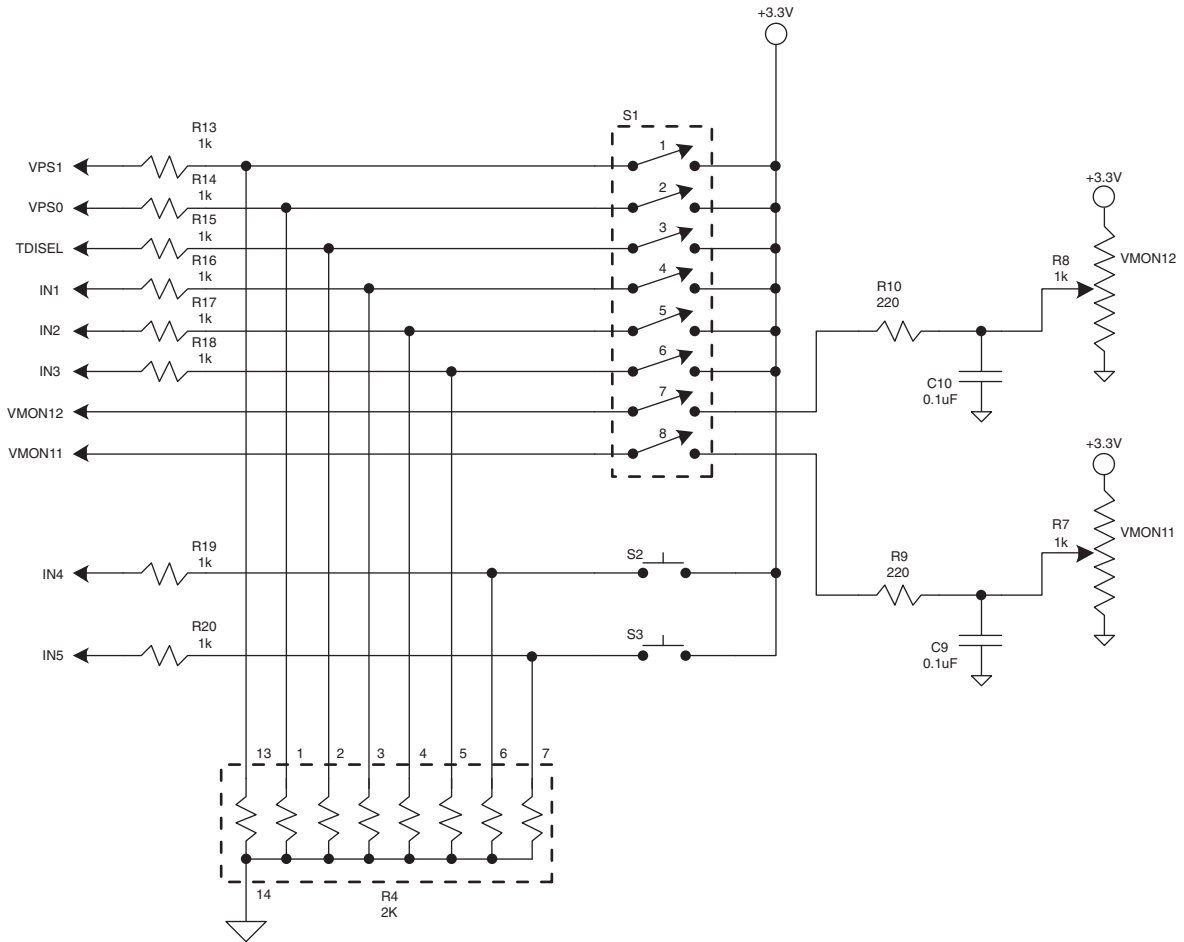 +3.3V
S1
R13
1k
VPS1
1
R14
1k
VPS0
2
R15
1k
TDISEL
3
R16
1k
IN1
4
R17
1k
IN2
5
R18
1k
IN3
6
VMON12
7
VMON11
8
+3.3V
R8
1k
VMON12
R10
220
C10
0.1uF
+3.3V
R7
1k
VMON11
R9
220
C9
0.1uF
R19
1k
IN4
S2
R20
1k
IN5
S3
13 1 2 3 4 5 6 7
14
R4
2K